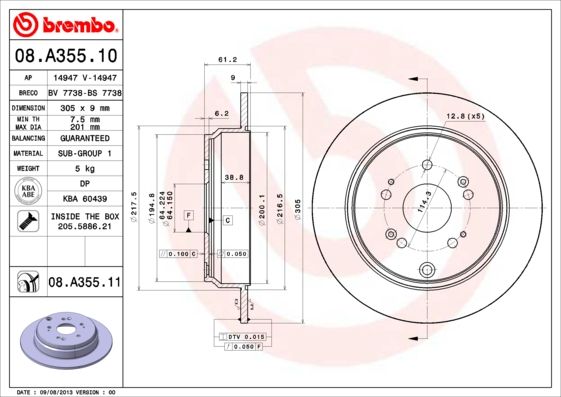 brembo
08.A355.10
AP 14947 V-14947
BRECO BV 7738-BS 7738
DIMENSION 305 x 9 mm
MIN TH 7.5 mm
MAX DIA 201 mm
BALANCING GUARANTEED
MATERIAL SUB-GROUP 1
WEIGHT 5 kg
KBA ABE
DP
KBA 60439
INSIDE THE BOX
205.5886.21
08.A355.11
DATE : 09/08/2013 VERSION : 00
61.2
9
6.2
38.8
Ø 217.5
Ø 194.8
Ø 64.224
Ø 64.150
F
C
Ø 200.1
Ø 216.5
Ø 305
// 0.100 C
0.050
DTV 0.015
0.050 F
12.8 (x5)
114.3